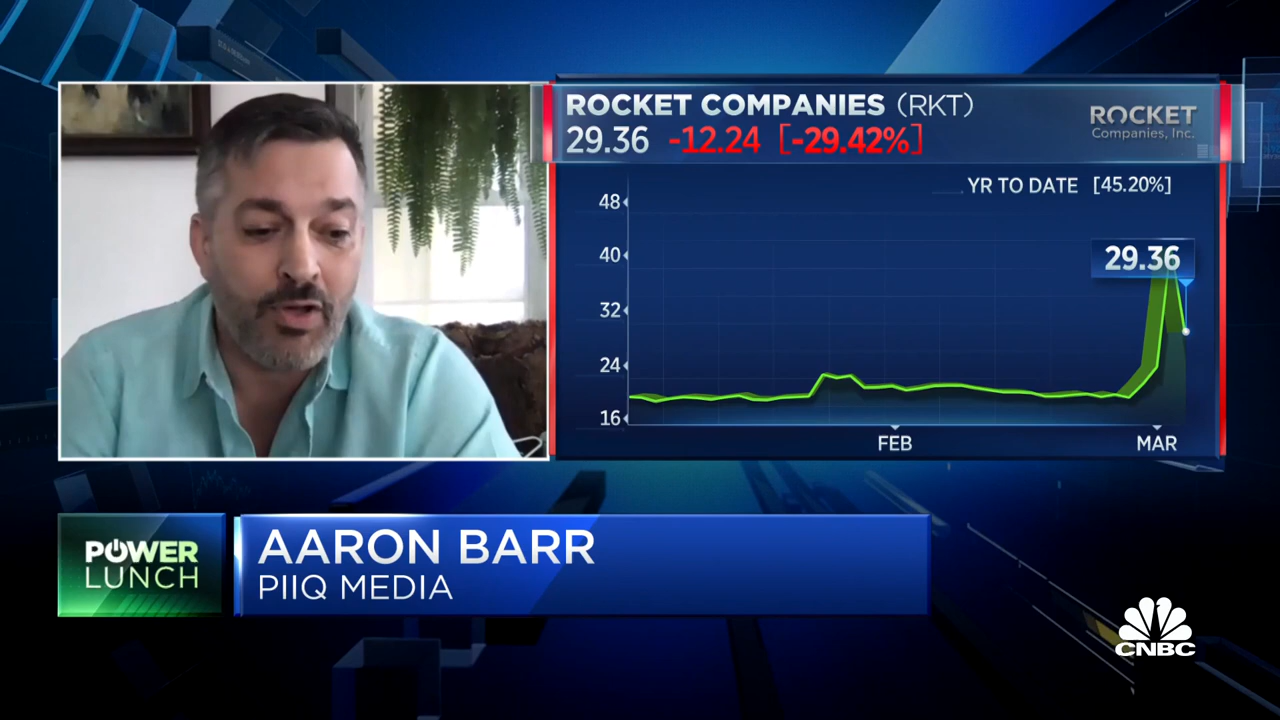 ROCKET COMPANIES (RKT)
29.36 -12.24 [-29.42%]
ROCKET
Companies, Inc.
YR TO DATE [45.20%]
48
40
32
24
16
29.36
FEB
MAR
POWER
LUNCH
AARON BARR
PIIQ MEDIA
CNBC